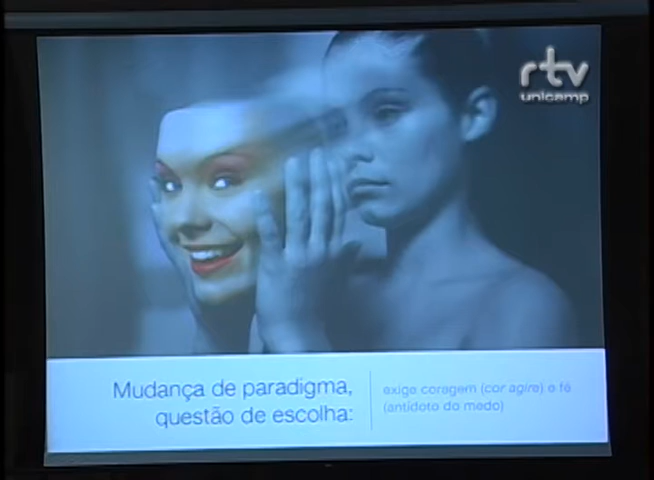 rtv
unicamp
Mudança de paradigma,
questão de escolha:
exige coragem (cor agire) e fé
(antídoto do medo)